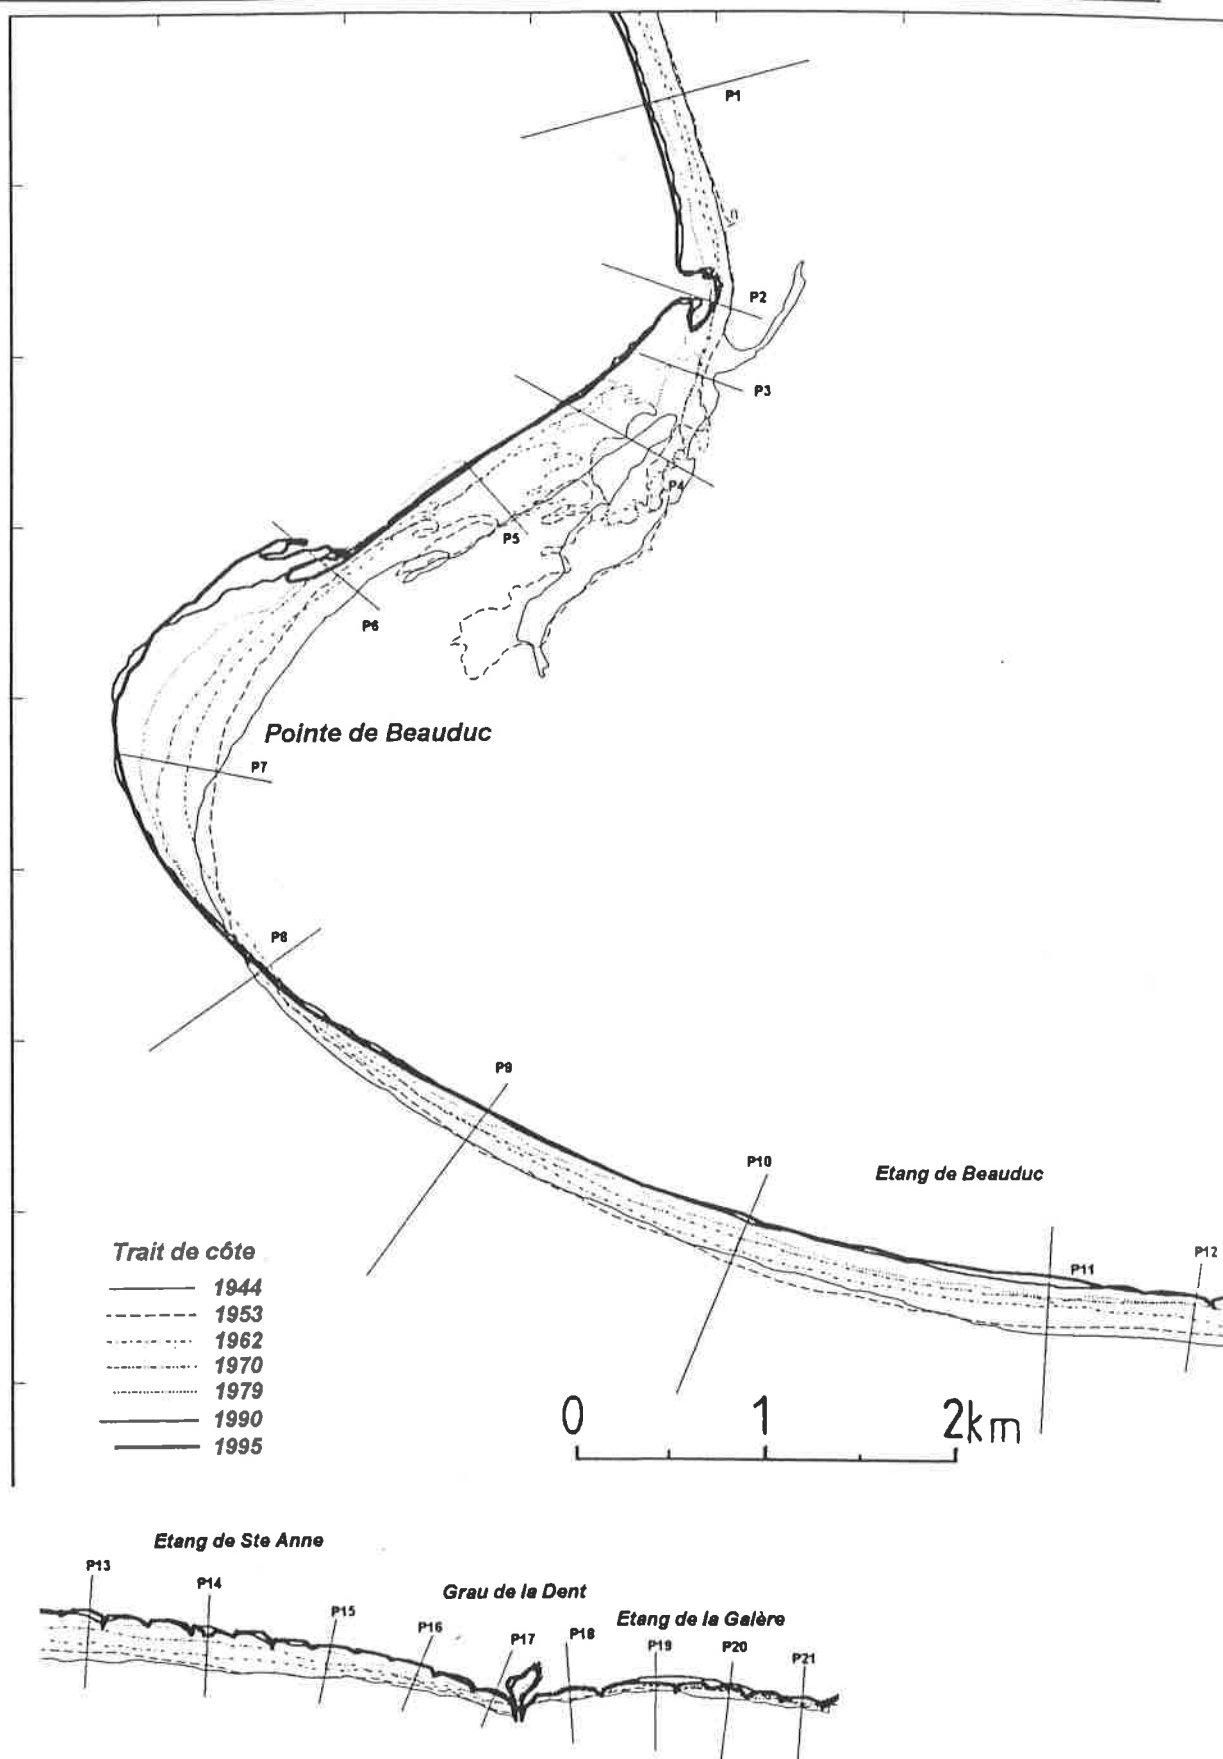 P1
P2
P3
P4
P5
P6
Pointe de Beauduc
P7
P8
P9
P10
Etang de Beauduc
P11
P12
Trait de côte
1944
1953
1962
1970
1979
1990
1995
0 1 2km
Etang de Ste Anne
P13
P14
P15
P16
Grau de la Dent
P17
P18
Etang de la Galère
P19
P20
P21